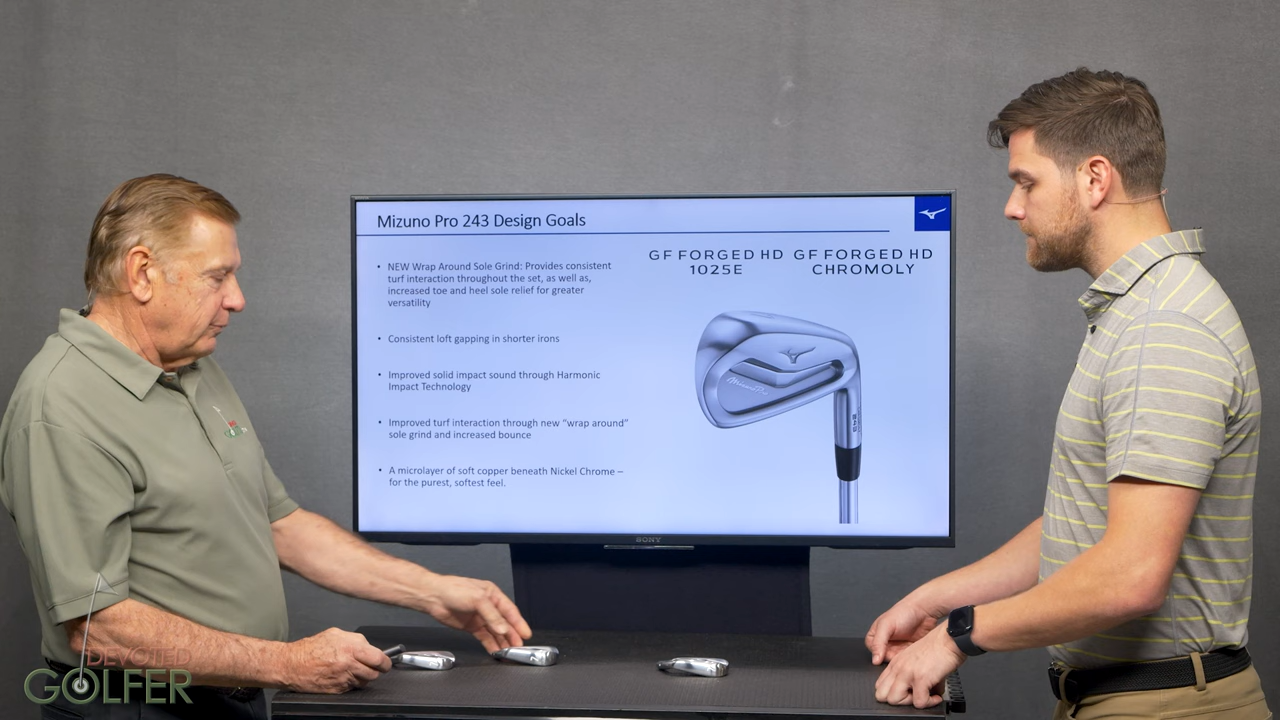 Mizuno Pro 243 Design Goals
• NEW Wrap Around Sole Grind: Provides consistent
turf interaction throughout the set, as well as,
increased toe and heel sole relief for greater
versatility
• Consistent loft gapping in shorter irons
• Improved solid impact sound through Harmonic
Impact Technology
• Improved turf interaction through new “wrap around”
sole grind and increased bounce
• A microlayer of soft copper beneath Nickel Chrome –
for the purest, softest feel.
GF FORGED HD
1025E
GF FORGED HD
CHROMOLY
Mizuno Pro
243
SONY
DEVOTED
GOLFER